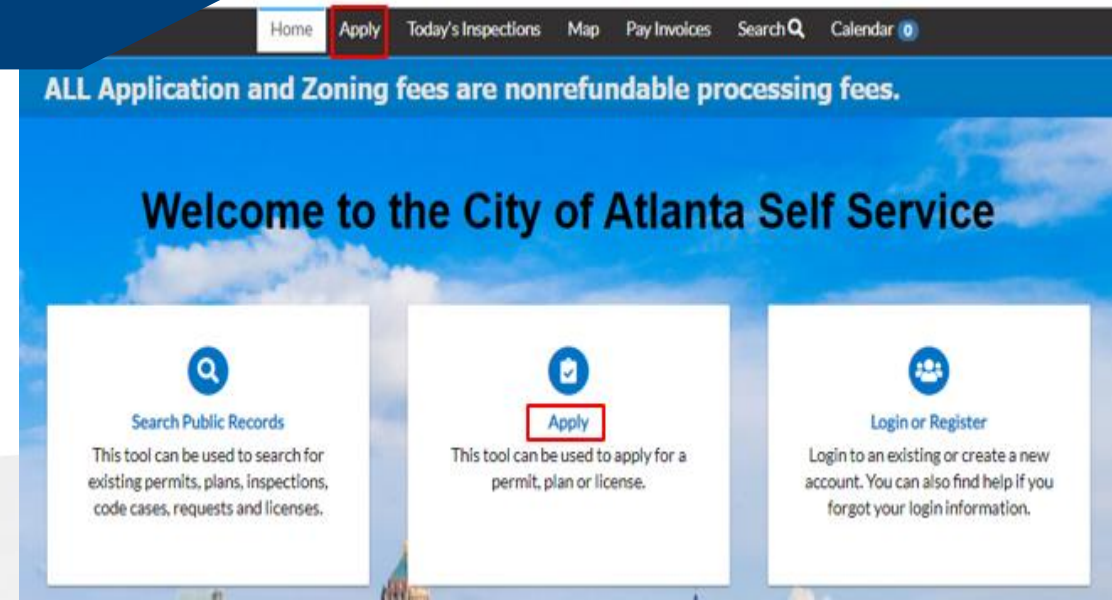 Home Apply Today's Inspections Map Pay Invoices Search Calendar 0
ALL Application and Zoning fees are nonrefundable processing fees.
Welcome to the City of Atlanta Self Service
Search Public Records
This tool can be used to search for
existing permits, plans, inspections,
code cases, requests and licenses.
Apply
This tool can be used to apply for a
permit, plan or license.
Login or Register
Login to an existing or create a new
account. You can also find help if you
forgot your login information.